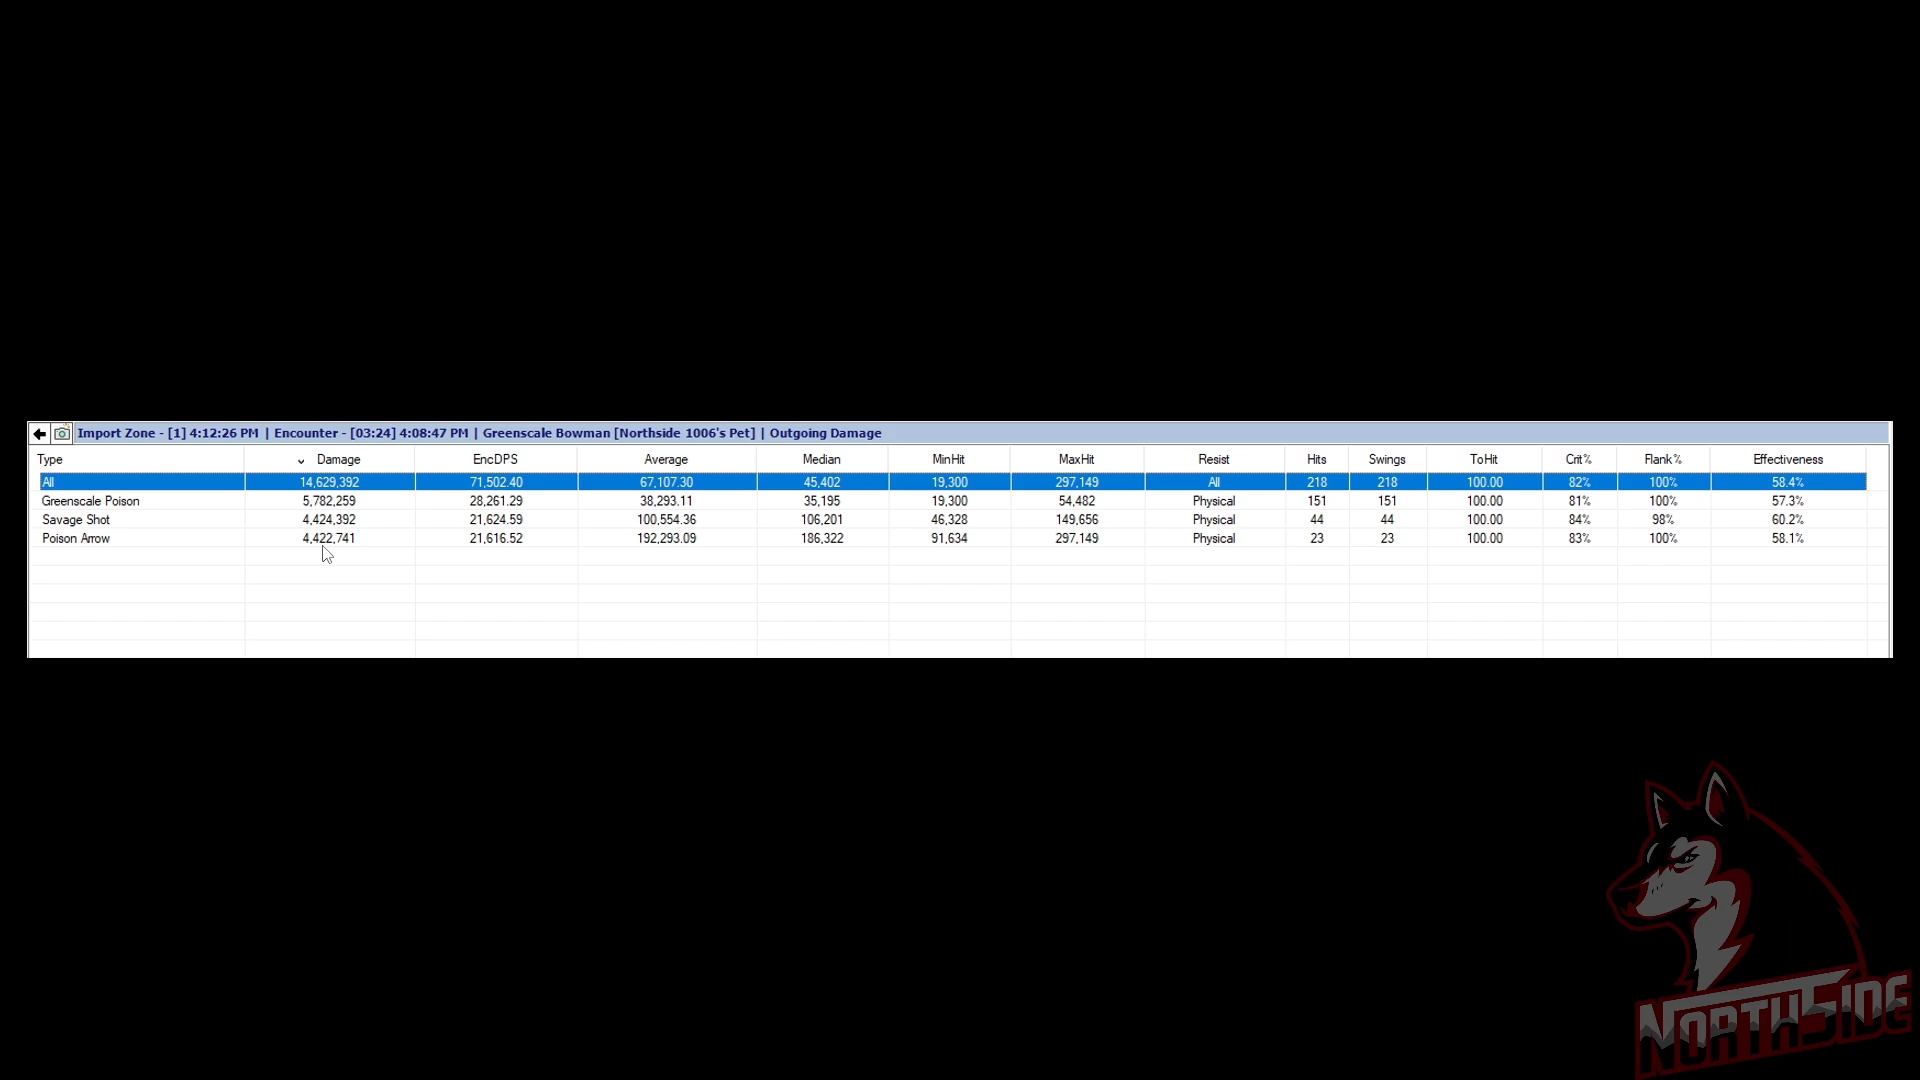 Import Zone - [1] 4:12:26 PM | Encounter - [03:24] 4:08:47 PM | Greenscale Bowman [Northside 1006's Pet] | Outgoing Damage
Type Damage EncDPS Average Median MinHit MaxHit Resist Hits Swings ToHit Crit% Flank% Effectiveness
All 14,629,392 71,502.40 67,107.30 45,402 19,300 297,149 All 218 218 100.00 82% 100% 58.4%
Greenscale Poison 5,782,259 28,261.29 38,293.11 35,195 19,300 54,482 Physical 151 151 100.00 81% 100% 57.3%
Savage Shot 4,424,392 21,624.59 100,554.36 106,201 46,328 149,656 Physical 44 44 100.00 84% 98% 60.2%
Poison Arrow 4,422,741 21,616.52 192,293.09 186,322 91,634 297,149 Physical 23 23 100.00 83% 100% 58.1%
NORTHSIDE